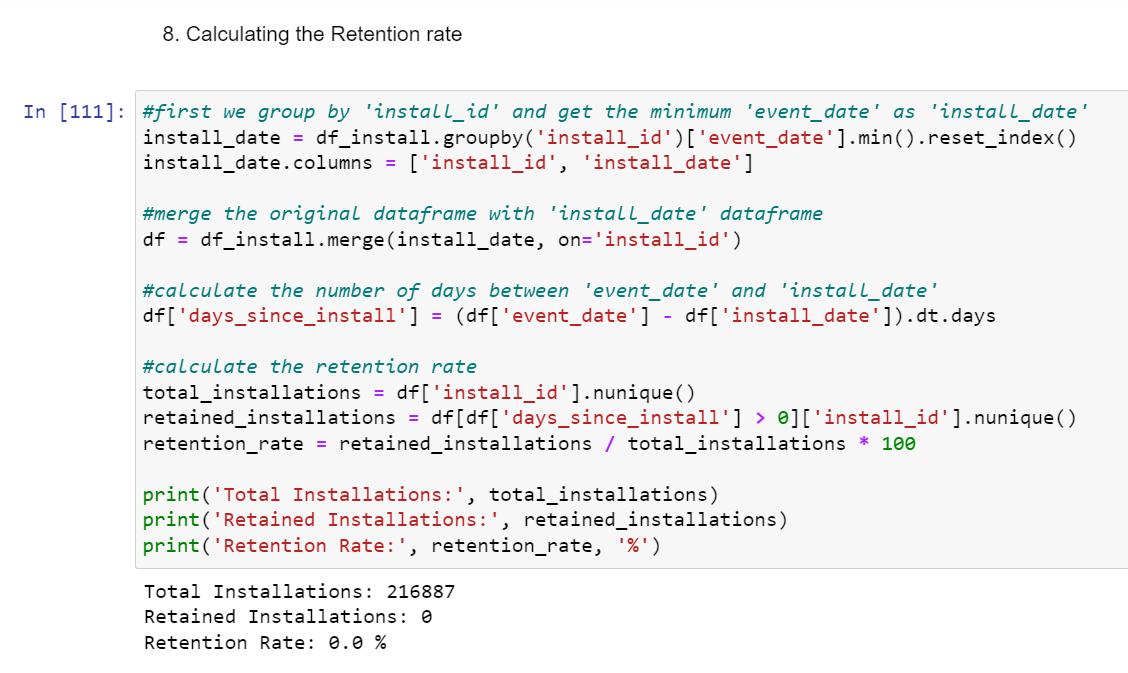 8. Calculating the Retention rate
In [111]: #first we group by 'install_id' and get the minimum 'event_date' as 'install_date'
install_date = df_install.groupby('install_id')['event_date'].min().reset_index()
install_date.columns = ['install_id', 'install_date']
#merge the original dataframe with 'install_date' dataframe
df = df_install.merge(install_date, on='install_id')
#calculate the number of days between 'event_date' and 'install_date'
df['days_since_install'] = (df['event_date'] - df['install_date']).dt.days
#calculate the retention rate
total_installations = df['install_id'].nunique()
retained_installations = df[df['days_since_install'] > 0]['install_id'].nunique()
retention_rate = retained_installations / total_installations * 100
print('Total Installations:', total_installations)
print('Retained Installations:', retained_installations)
print('Retention Rate:', retention_rate, '%')
Total Installations: 216887
Retained Installations: 0
Retention Rate: 0.0 %